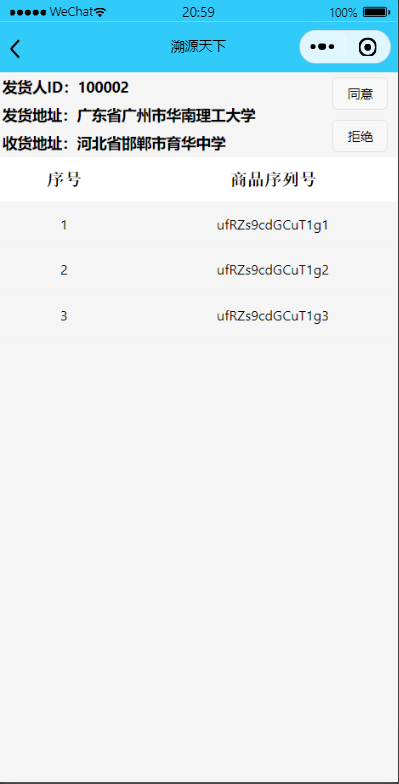 WeChat 20:59 100%
溯源天下
发货人ID：100002
同意
发货地址：广东省广州市华南理工大学
拒绝
收货地址：河北省邯郸市育华中学
序号 商品序列号
1 ufRZs9cdGCuT1g1
2 ufRZs9cdGCuT1g2
3 ufRZs9cdGCuT1g3